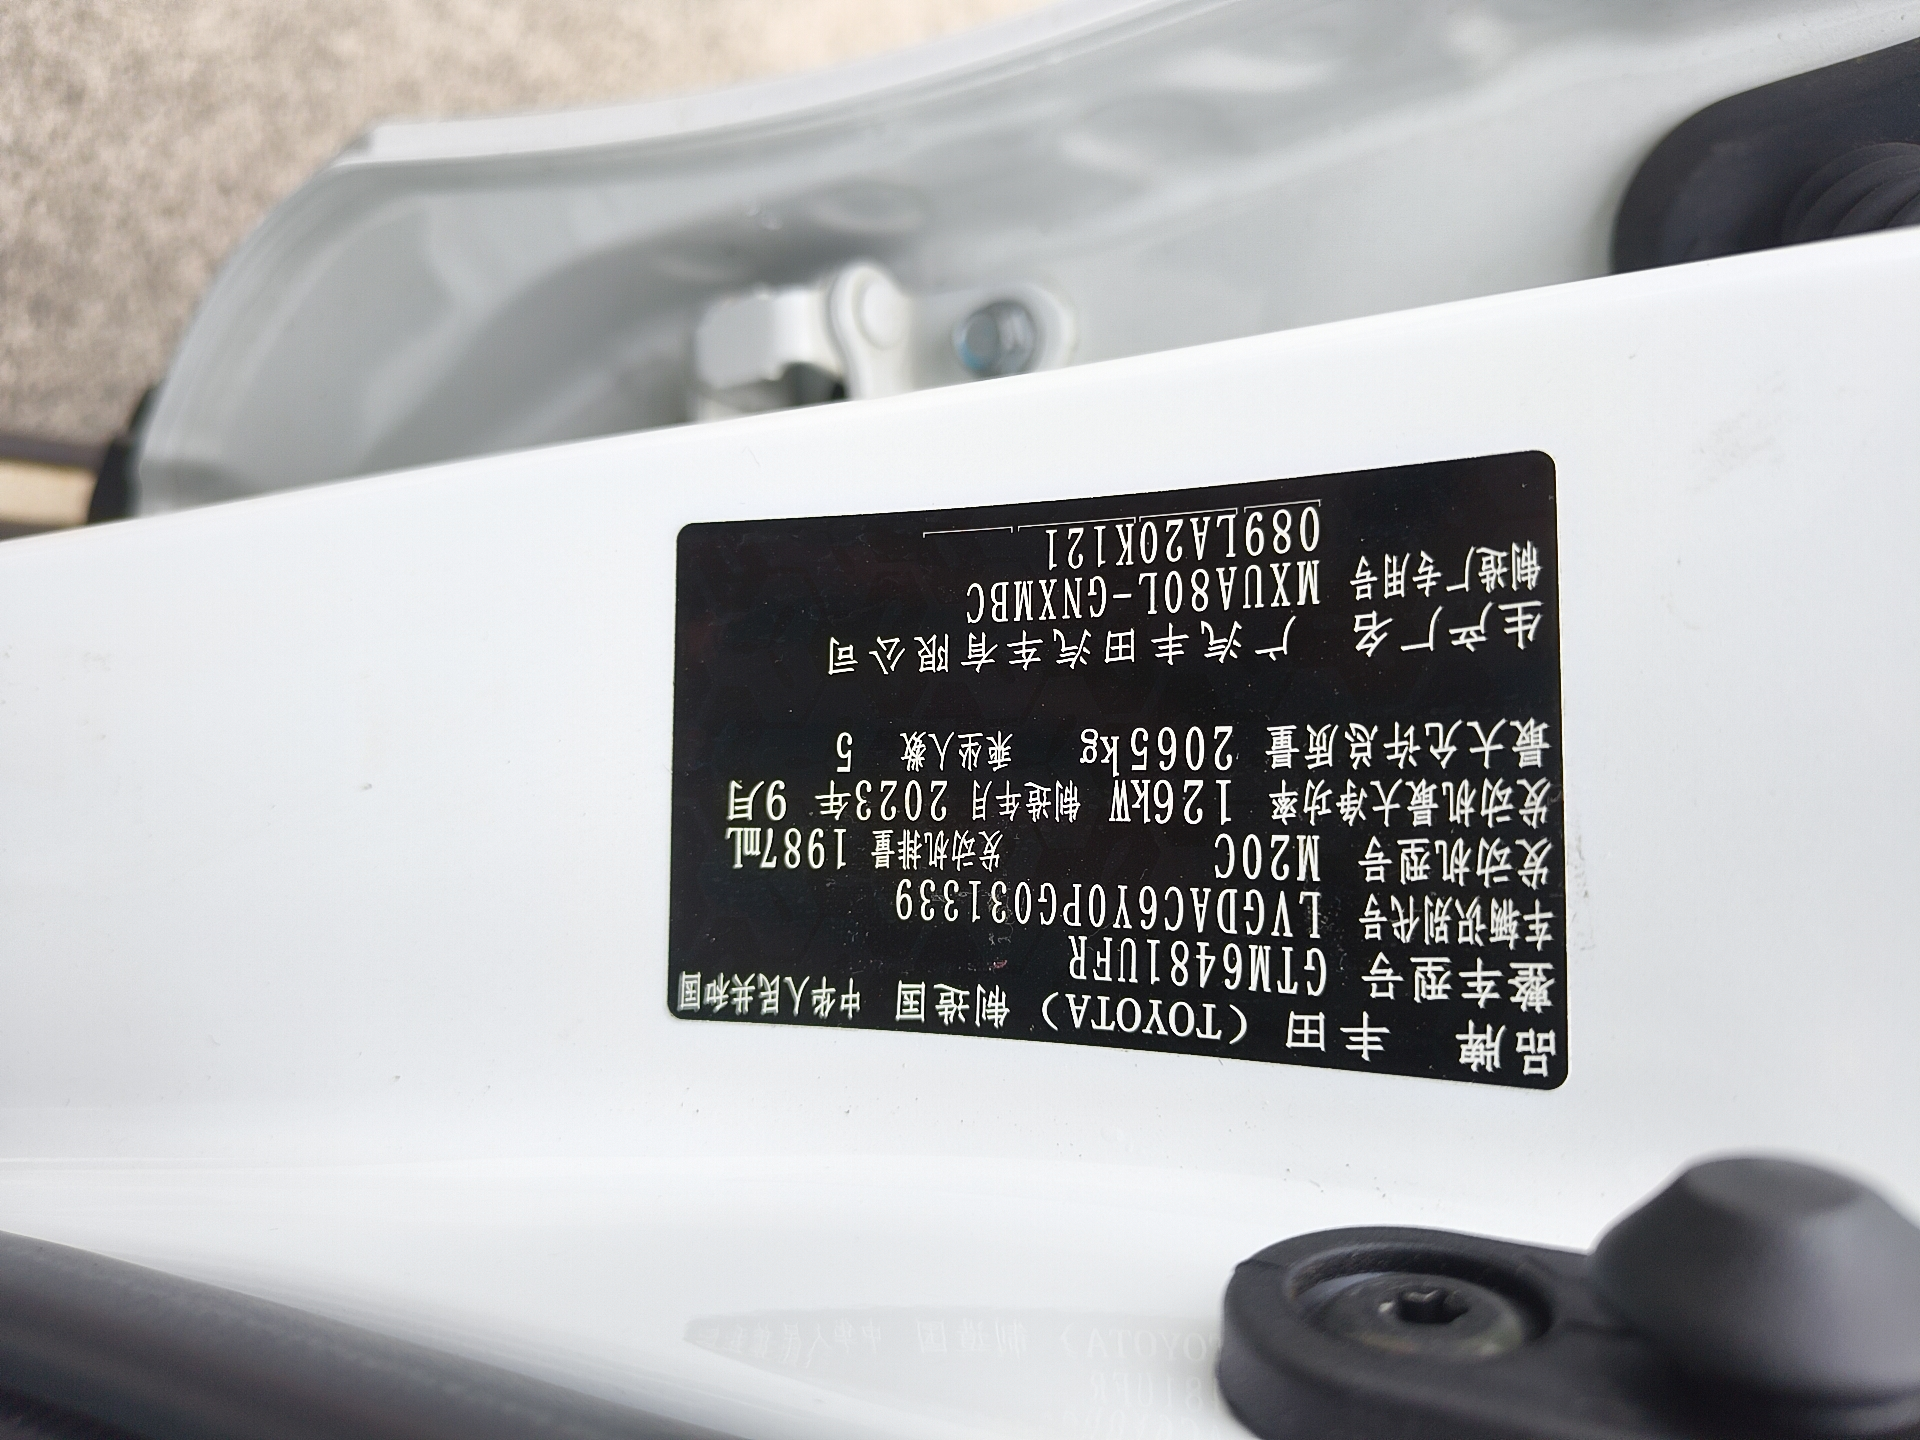 品牌 丰田（TOYOTA） 制造国 中华人民共和国
整车型号 GTM6481UFR
车辆识别代号 LVGDAC6Y0PG031339
发动机型号 M20C 发动机排量 1987mL
发动机最大净功率 126kW 制造年月 2023年 9月
最大允许总质量 2065kg 乘坐人数 5
生产厂名 广汽丰田汽车有限公司
制造厂专用号 MXUA80L-GNXMBC
089LA20K121